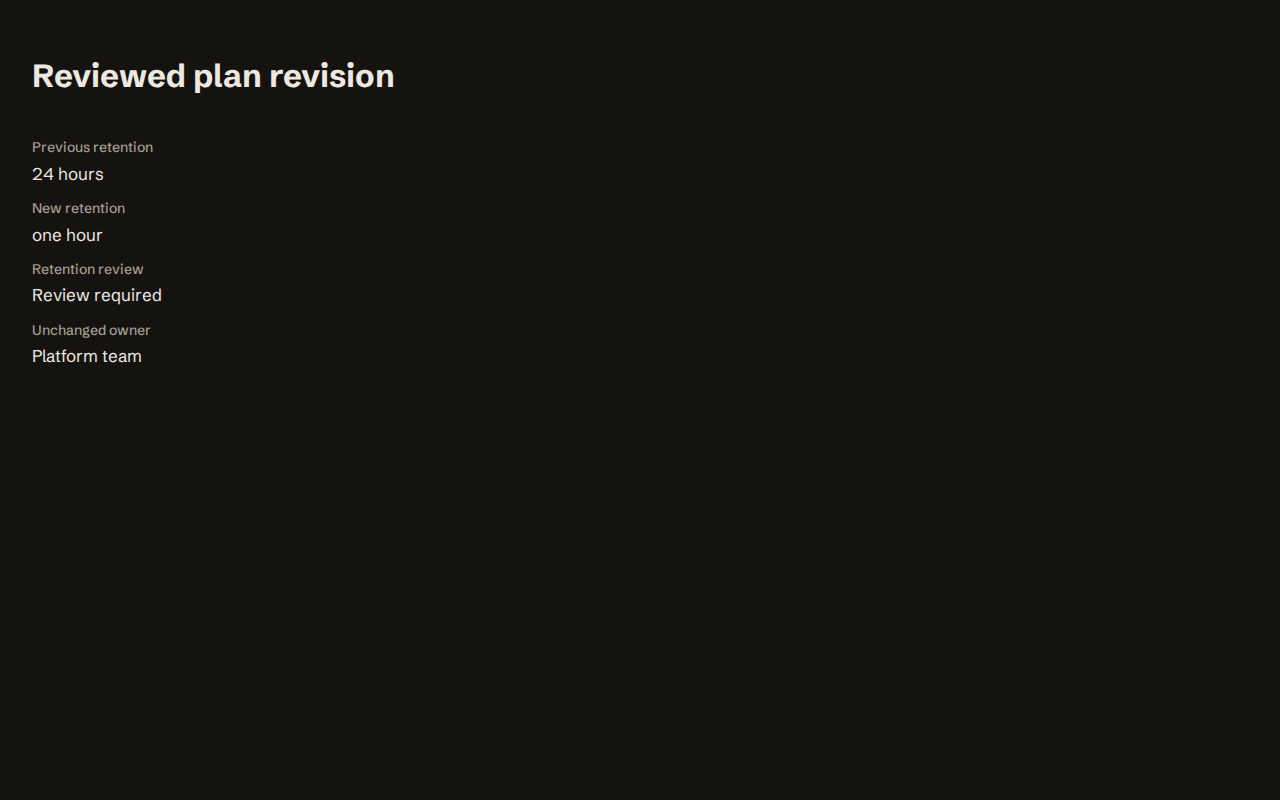 Reviewed plan revision
Previous retention
24 hours
New retention
one hour
Retention review
Review required
Unchanged owner
Platform team